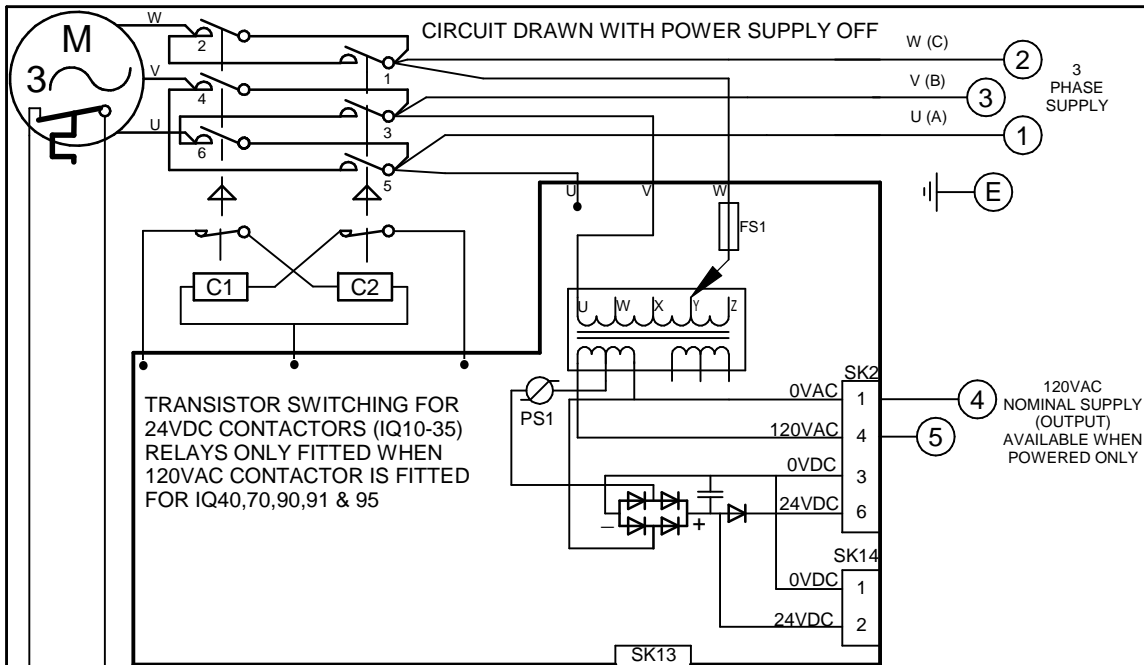 CIRCUIT DRAWN WITH POWER SUPPLY OFF
M
3
W
V
U
2
4
6
1
3
5
W (C)
V (B)
U (A)
2
3
1
3
PHASE
SUPPLY
E
U
V
W
FS1
C1
C2
U
W
X
Y
Z
PS1
TRANSISTOR SWITCHING FOR
24VDC CONTACTORS (IQ10-35)
RELAYS ONLY FITTED WHEN
120VAC CONTACTOR IS FITTED
FOR IQ40,70,90,91 & 95
SK2
0VAC 1
120VAC 4
0VDC 3
24VDC 6
4
5
120VAC
NOMINAL SUPPLY
(OUTPUT)
AVAILABLE WHEN
POWERED ONLY
– +
SK14
0VDC 1
24VDC 2
SK13